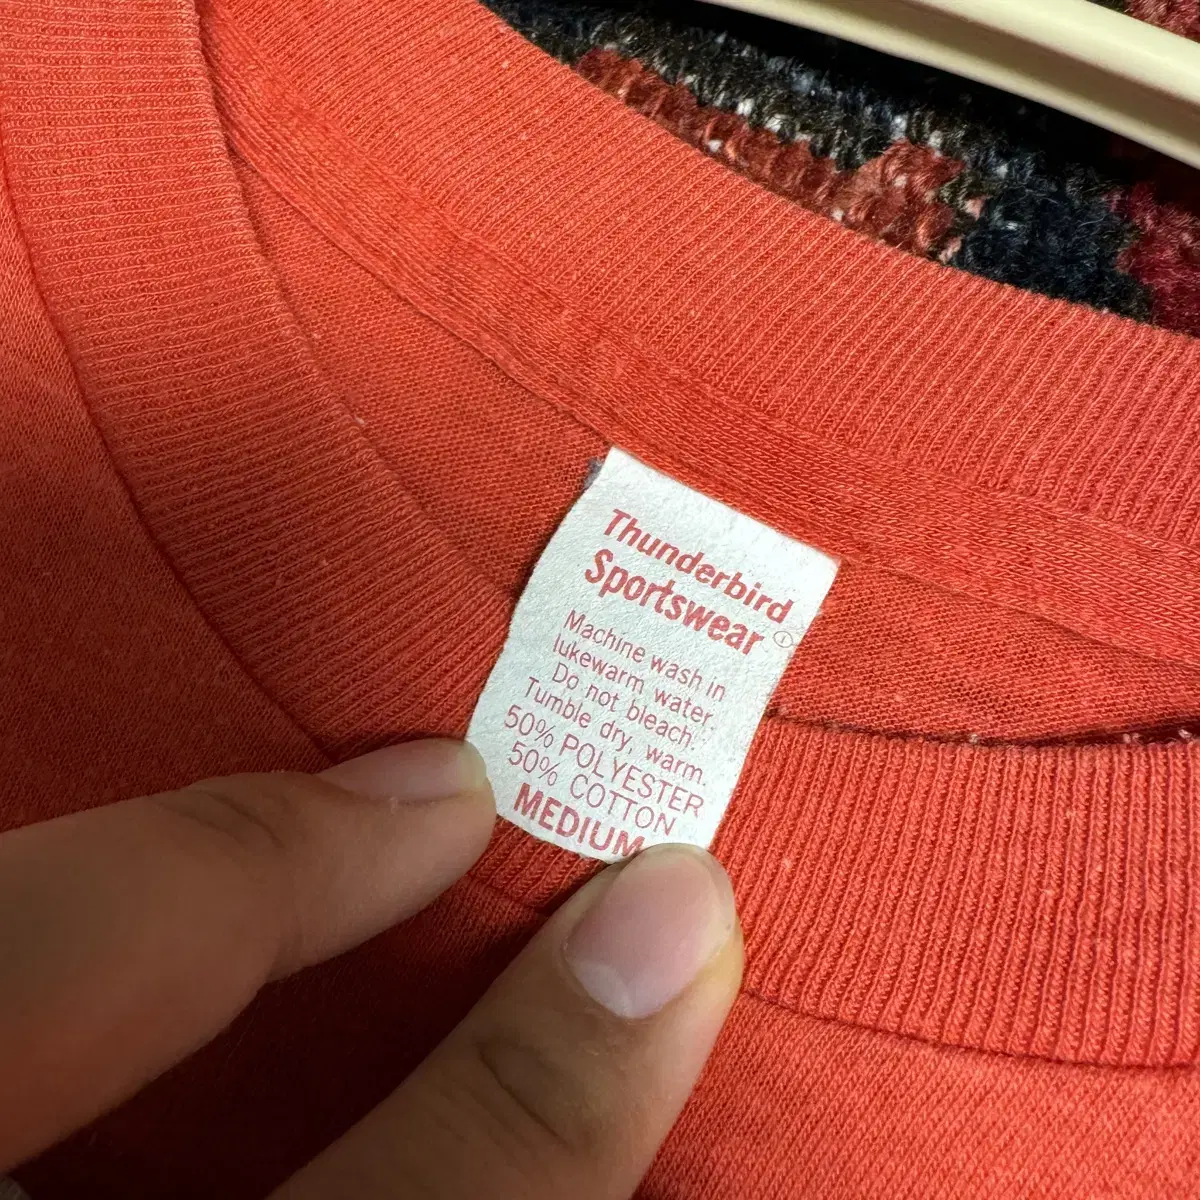 Thunderbird
Sportswear
Machine wash in
lukewarm water.
Do not bleach.
Tumble dry, warm.
50% POLYESTER
50% COTTON
MEDIUM